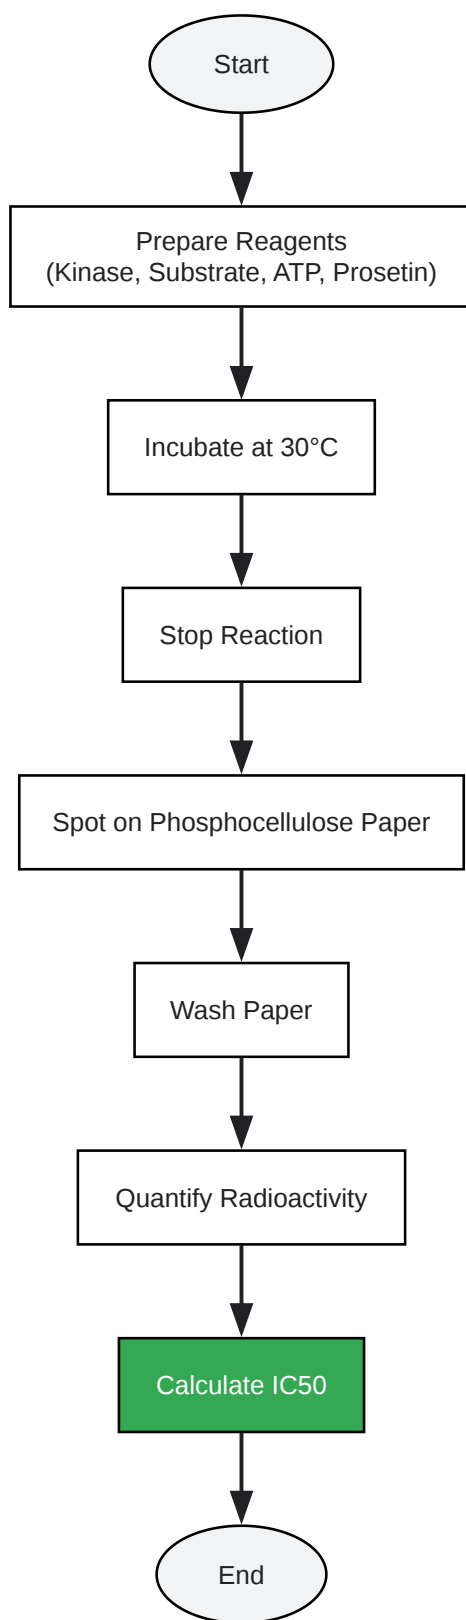 Start
Prepare Reagents
(Kinase, Substrate, ATP, Prosetin)
Incubate at 30°C
Stop Reaction
Spot on Phosphocellulose Paper
Wash Paper
Quantify Radioactivity
Calculate IC50
End